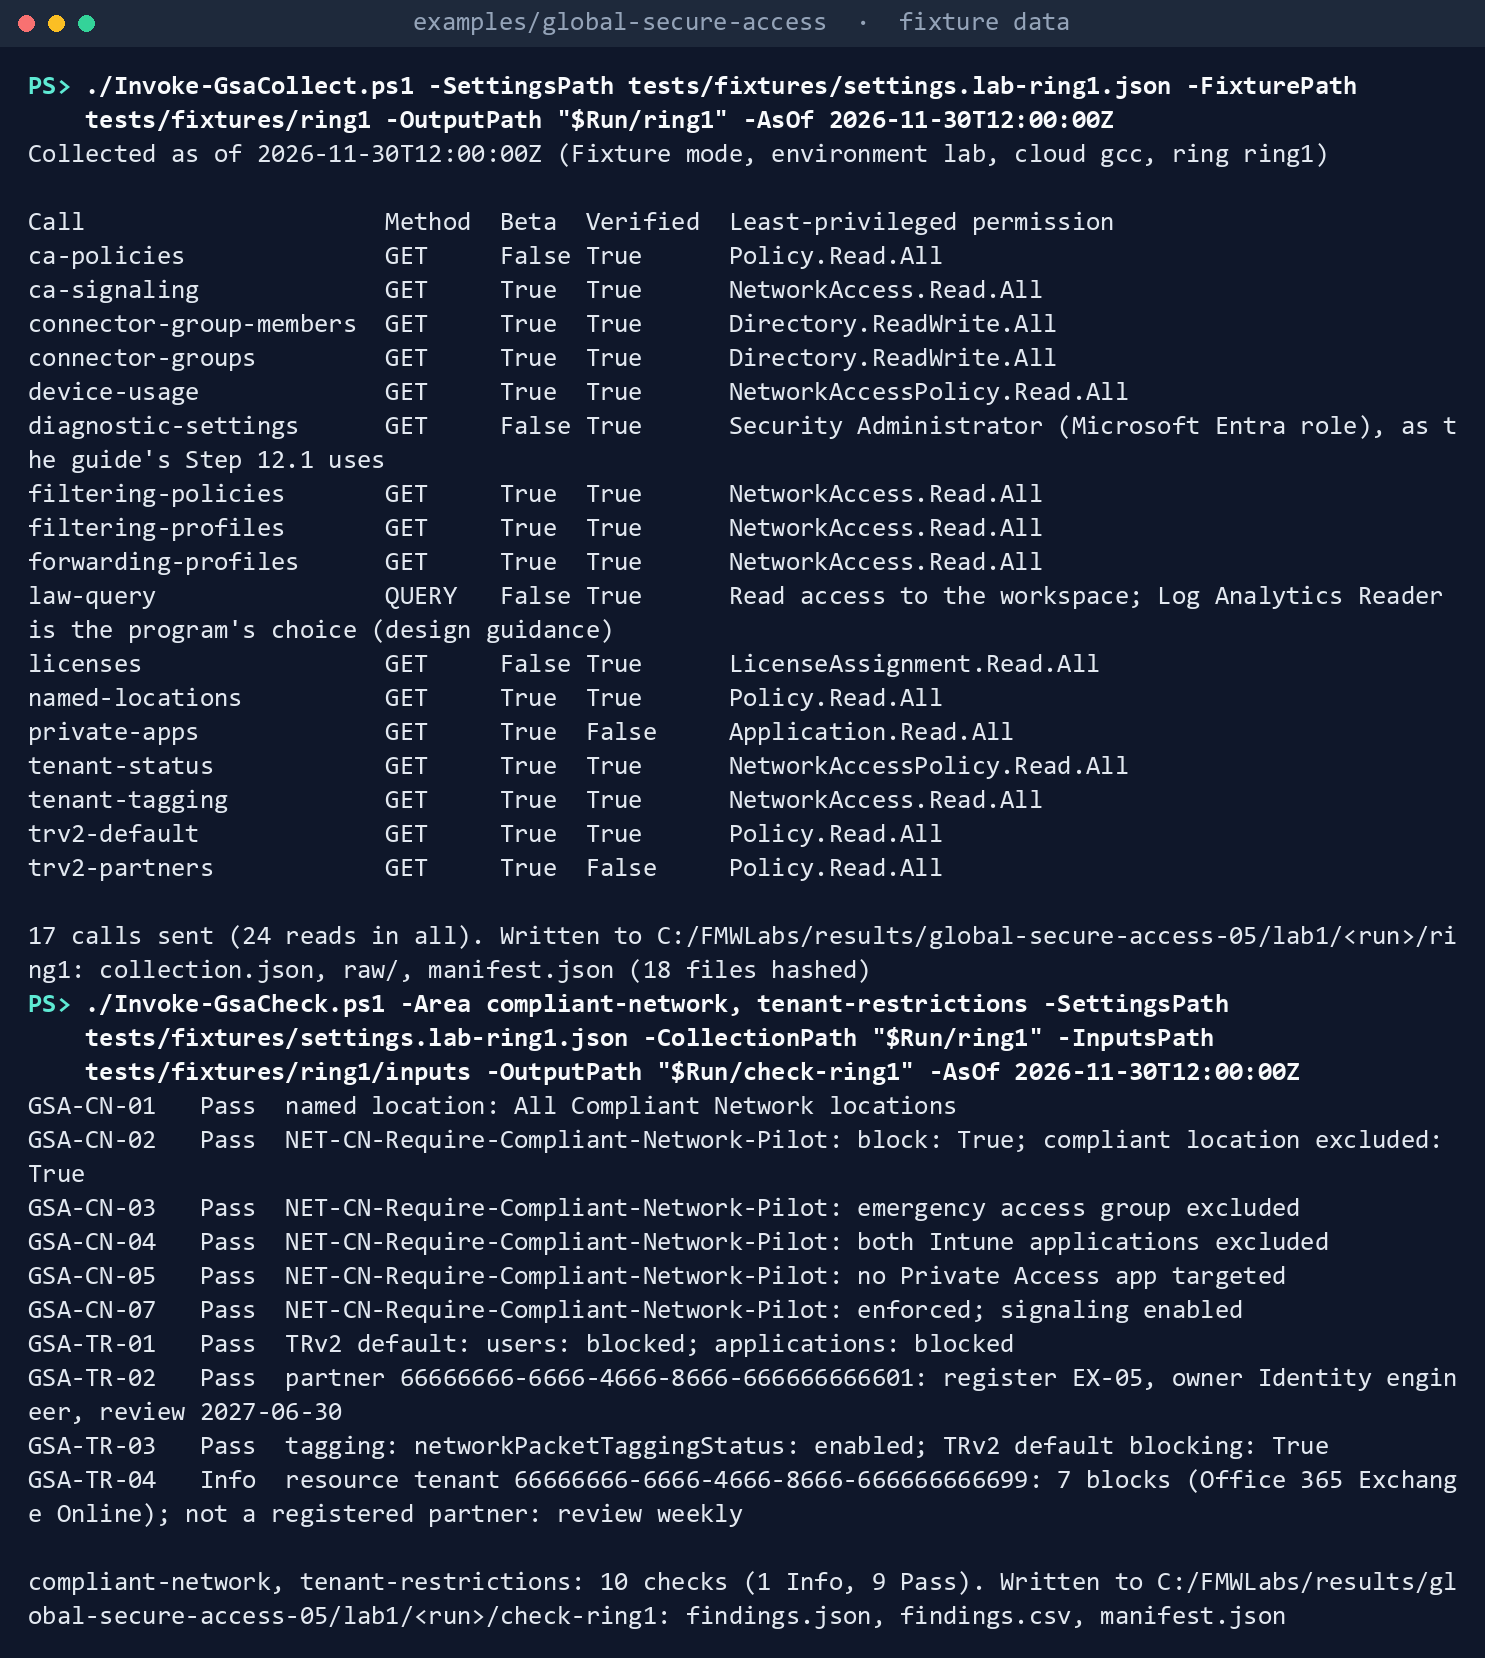 examples/global-secure-access  ·  fixture data
PS> ./Invoke-GsaCollect.ps1 -SettingsPath tests/fixtures/settings.lab-ring1.json -FixturePath
    tests/fixtures/ring1 -OutputPath "$Run/ring1" -AsOf 2026-11-30T12:00:00Z
Collected as of 2026-11-30T12:00:00Z (Fixture mode, environment lab, cloud gcc, ring ring1)

Call                     Method  Beta  Verified  Least-privileged permission
ca-policies              GET     False True      Policy.Read.All
ca-signaling             GET     True  True      NetworkAccess.Read.All
connector-group-members  GET     True  True      Directory.ReadWrite.All
connector-groups         GET     True  True      Directory.ReadWrite.All
device-usage             GET     True  True      NetworkAccessPolicy.Read.All
diagnostic-settings      GET     False True      Security Administrator (Microsoft Entra role), as t
he guide's Step 12.1 uses
filtering-policies       GET     True  True      NetworkAccess.Read.All
filtering-profiles       GET     True  True      NetworkAccess.Read.All
forwarding-profiles      GET     True  True      NetworkAccess.Read.All
law-query                QUERY   False True      Read access to the workspace; Log Analytics Reader
is the program's choice (design guidance)
licenses                 GET     False True      LicenseAssignment.Read.All
named-locations          GET     True  True      Policy.Read.All
private-apps             GET     True  False     Application.Read.All
tenant-status            GET     True  True      NetworkAccessPolicy.Read.All
tenant-tagging           GET     True  True      NetworkAccess.Read.All
trv2-default             GET     True  True      Policy.Read.All
trv2-partners            GET     True  False     Policy.Read.All

17 calls sent (24 reads in all). Written to C:/FMWLabs/results/global-secure-access-05/lab1/<run>/ri
ng1: collection.json, raw/, manifest.json (18 files hashed)
PS> ./Invoke-GsaCheck.ps1 -Area compliant-network, tenant-restrictions -SettingsPath
    tests/fixtures/settings.lab-ring1.json -CollectionPath "$Run/ring1" -InputsPath
    tests/fixtures/ring1/inputs -OutputPath "$Run/check-ring1" -AsOf 2026-11-30T12:00:00Z
GSA-CN-01   Pass  named location: All Compliant Network locations
GSA-CN-02   Pass  NET-CN-Require-Compliant-Network-Pilot: block: True; compliant location excluded:
True
GSA-CN-03   Pass  NET-CN-Require-Compliant-Network-Pilot: emergency access group excluded
GSA-CN-04   Pass  NET-CN-Require-Compliant-Network-Pilot: both Intune applications excluded
GSA-CN-05   Pass  NET-CN-Require-Compliant-Network-Pilot: no Private Access app targeted
GSA-CN-07   Pass  NET-CN-Require-Compliant-Network-Pilot: enforced; signaling enabled
GSA-TR-01   Pass  TRv2 default: users: blocked; applications: blocked
GSA-TR-02   Pass  partner 66666666-6666-4666-8666-666666666601: register EX-05, owner Identity engin
eer, review 2027-06-30
GSA-TR-03   Pass  tagging: networkPacketTaggingStatus: enabled; TRv2 default blocking: True
GSA-TR-04   Info  resource tenant 66666666-6666-4666-8666-666666666699: 7 blocks (Office 365 Exchang
e Online); not a registered partner: review weekly

compliant-network, tenant-restrictions: 10 checks (1 Info, 9 Pass). Written to C:/FMWLabs/results/gl
obal-secure-access-05/lab1/<run>/check-ring1: findings.json, findings.csv, manifest.json